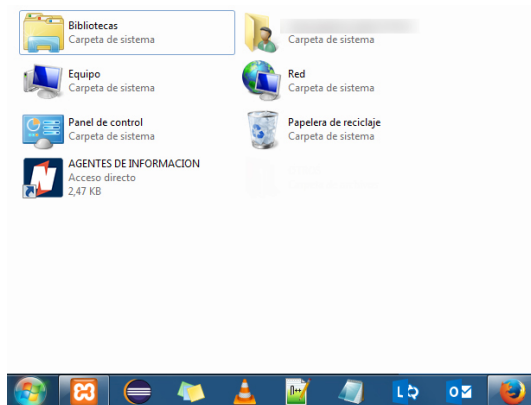 Bibliotecas
Carpeta de sistema
Carpeta de sistema
Equipo
Carpeta de sistema
Red
Carpeta de sistema
Panel de control
Carpeta de sistema
Papelera de reciclaje
Carpeta de sistema
AGENTES DE INFORMACION
Acceso directo
2,47 KB